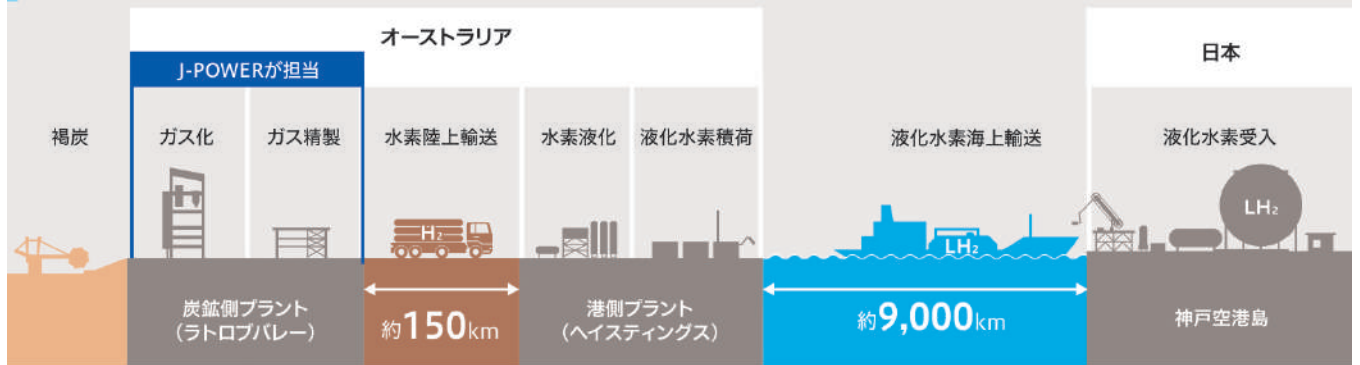 オーストラリア
日本
J-POWERが担当
褐炭
ガス化
ガス精製
水素陸上輸送
水素液化
液化水素積荷
液化水素海上輸送
液化水素受入
H₂
LH₂
LH₂
炭鉱側プラント
(ラトロブバレー)
約150km
港側プラント
(ヘイスティングス)
約9,000km
神戸空港島